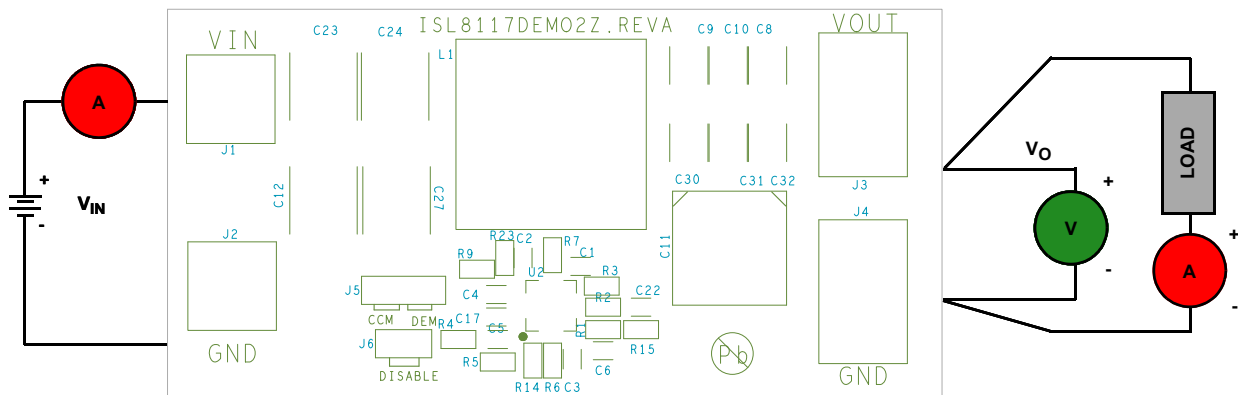 ISL8117DEMO2Z.REVA
VIN
VOUT
C23
C24
L1
C9
C10
C8
A
J1
LOAD
VO
J3
C12
C27
C30
C31
C32
+
VIN
-
+
V
-
+
A
-
J2
J4
R23
C2
R7
C11
R9
U2
C1
J5
C4
R3
R2
C22
CCM
DEM
C17
R4
C5
R1
R15
J6
R5
C6
Pb
DISABLE
R14
R6
C3
GND
GND